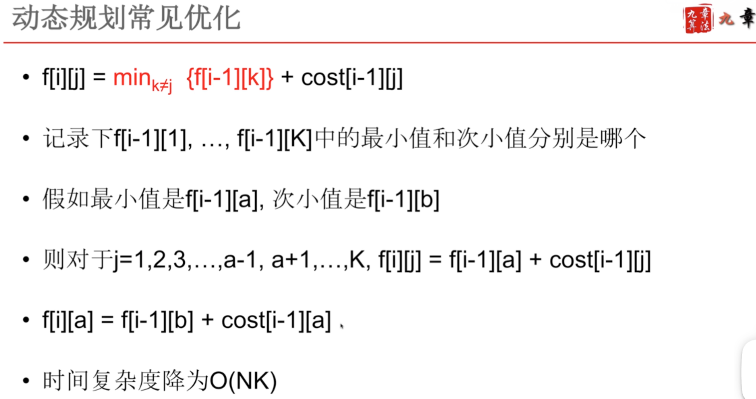 动态规划常见优化
九章算法 九章
• f[i][j] = min_{k≠j} {f[i-1][k]} + cost[i-1][j]
• 记录下f[i-1][1], …, f[i-1][K]中的最小值和次小值分别是哪个
• 假如最小值是f[i-1][a], 次小值是f[i-1][b]
• 则对于j=1,2,3,…,a-1, a+1,…,K, f[i][j] = f[i-1][a] + cost[i-1][j]
• f[i][a] = f[i-1][b] + cost[i-1][a]
• 时间复杂度降为O(NK)